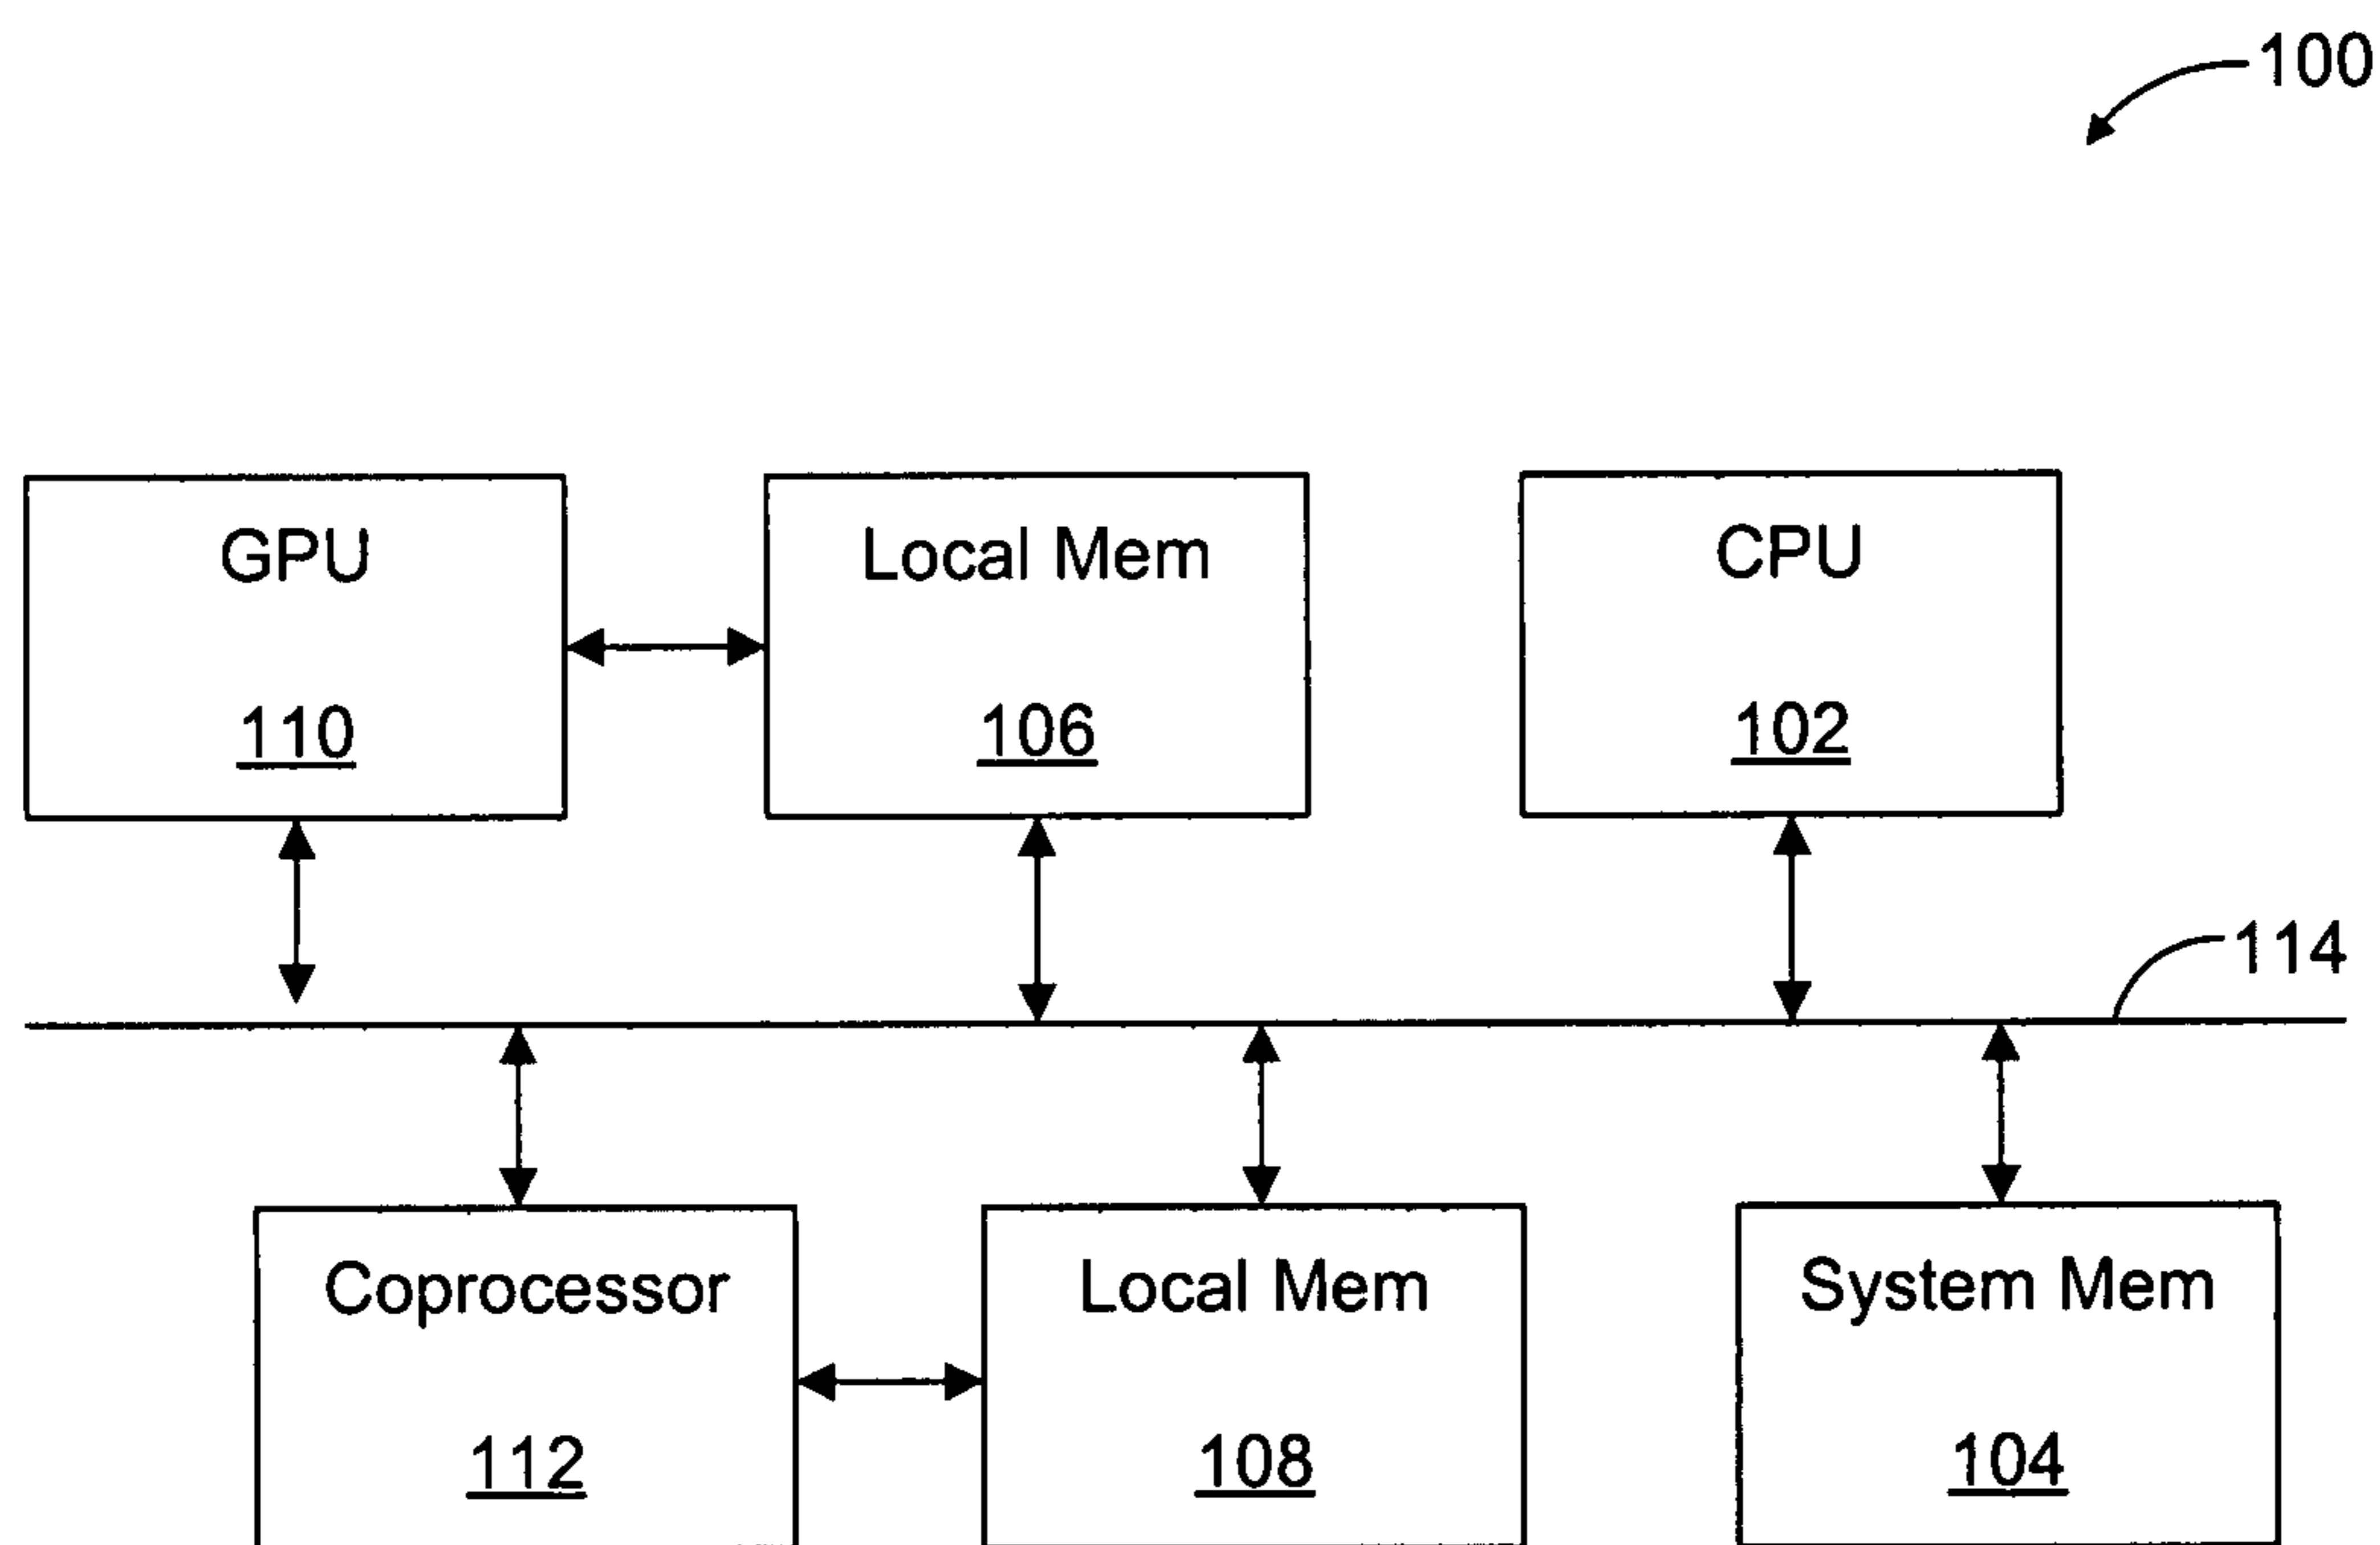 100
GPU
110
Local Mem
106
CPU
102
114
Coprocessor
112
Local Mem
108
System Mem
104